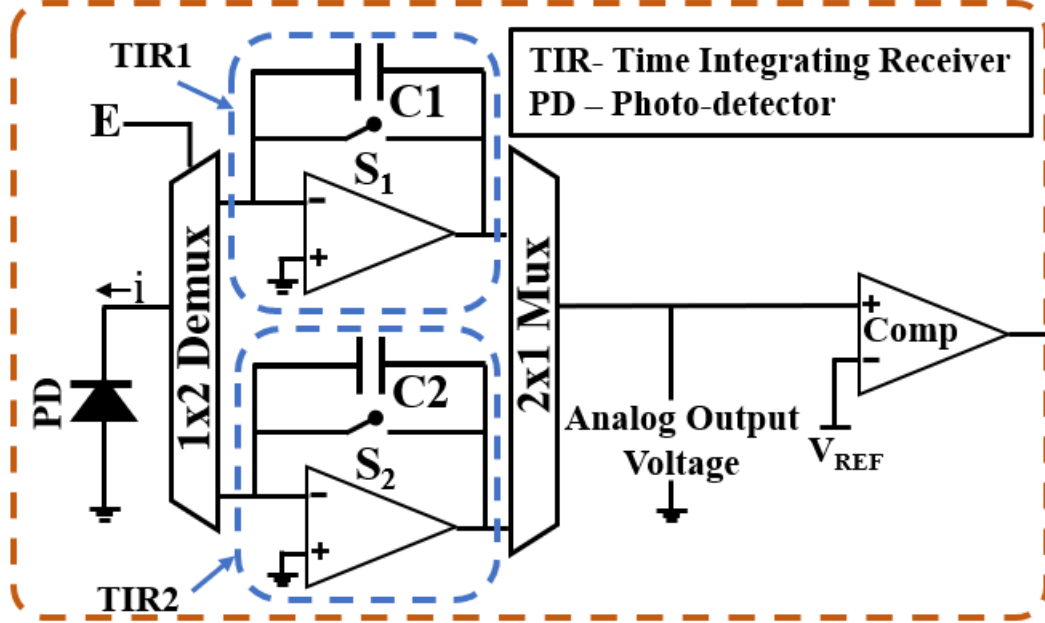 TIR1
TIR- Time Integrating Receiver
PD – Photo-detector
E
C1
S1
-
+
i
1x2 Demux
2x1 Mux
PD
+
Comp
-
VREF
Analog Output
Voltage
C2
S2
-
+
TIR2